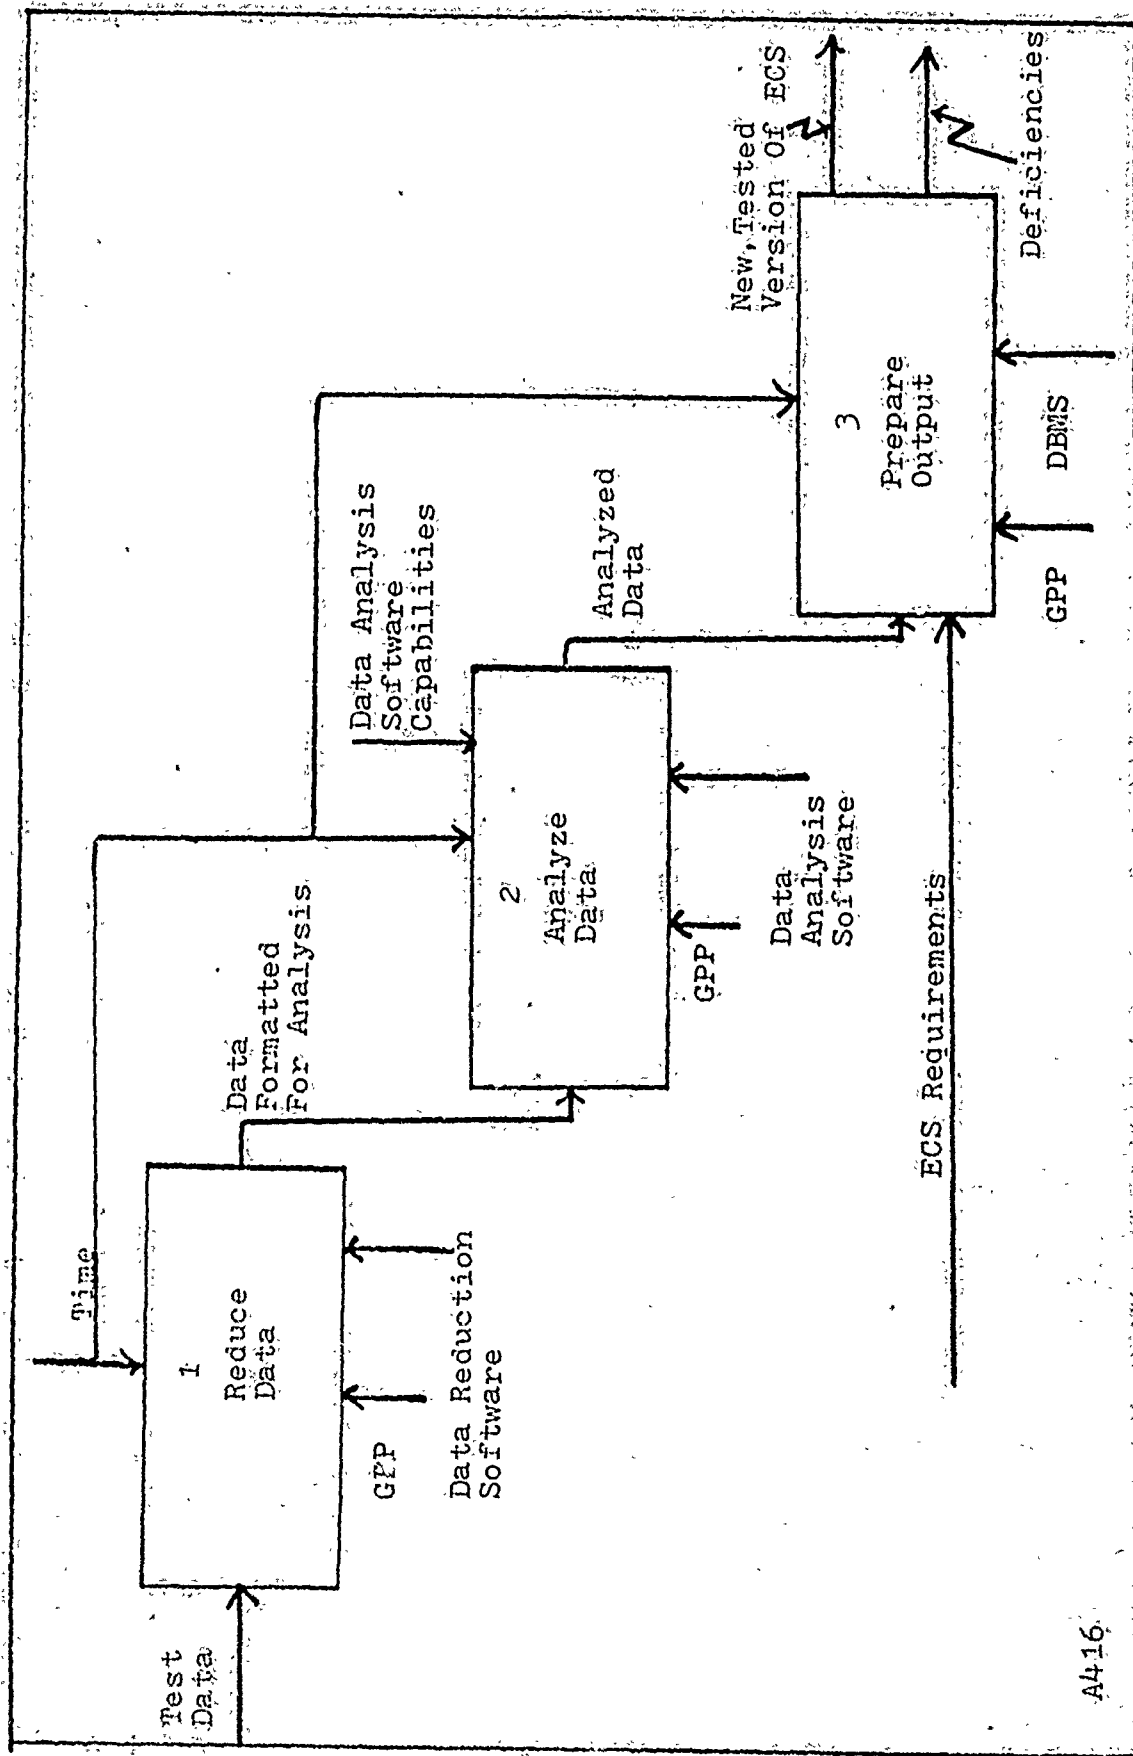 Time
Test
Data
1
Reduce
Data
GPP
Data Reduction
Software
Data
Formatted
For Analysis
Data Analysis
Software
Capabilities
2
Analyze
Data
GPP
Data
Analysis
Software
Analyzed
Data
ECS Requirements
3
Prepare
Output
GPP
DBMS
New,Tested
Version Of ECS
Deficiencies
A416